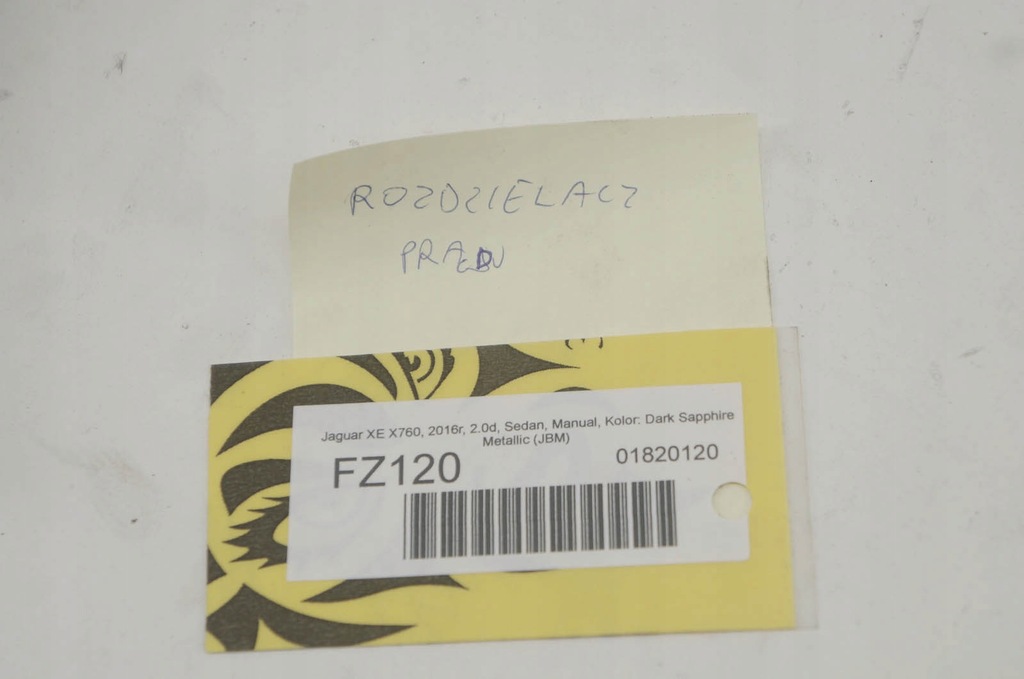 ROZDZIELACZ
PRĄDU
Jaguar XE X760, 2016r, 2.0d, Sedan, Manual, Kolor: Dark Sapphire
Metallic (JBM)
FZ120
01820120